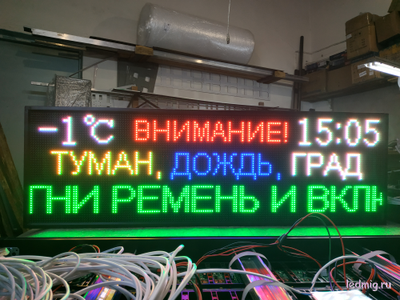 -1°C ВНИМАНИЕ! 15:05
ТУМАН, ДОЖДЬ, ГРАД
ГНИ РЕМЕНЬ И ВКЛ
ledmig.ru